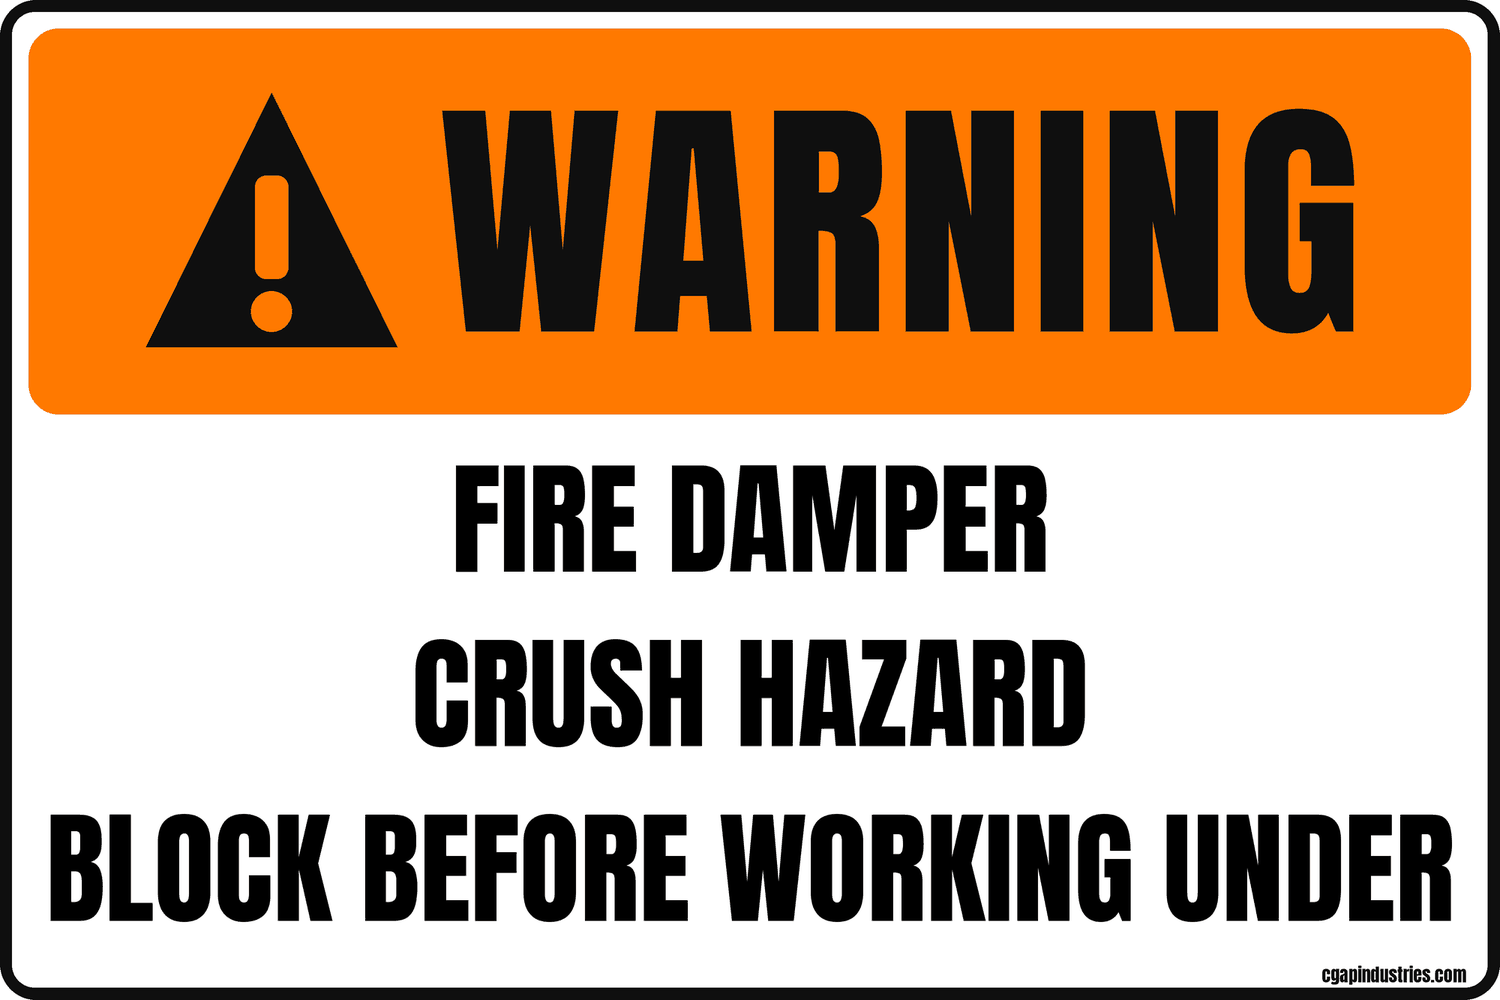 WARNING
FIRE DAMPER
CRUSH HAZARD
BLOCK BEFORE WORKING UNDER
cgapindustries.com